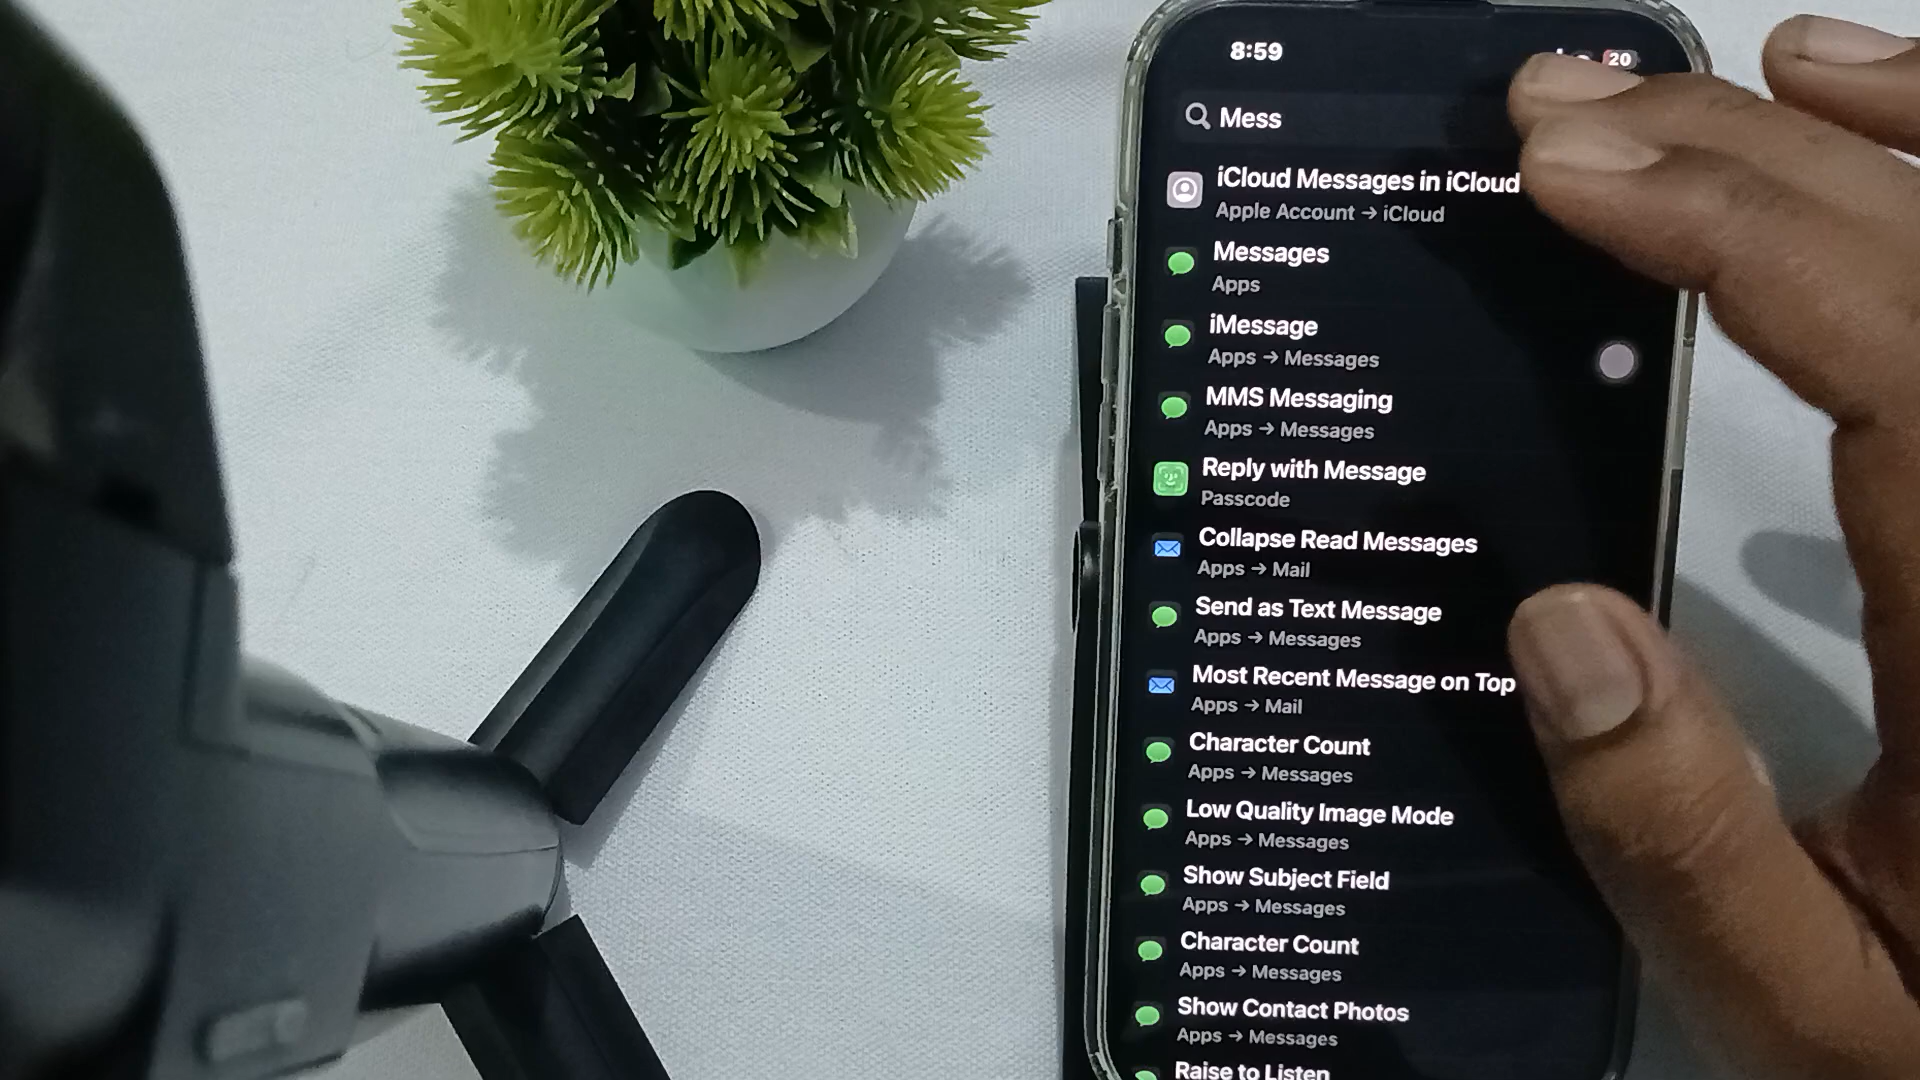 8:59
20
Mess
iCloud Messages in iCloud
Apple Account → iCloud
Messages
Apps
iMessage
Apps → Messages
MMS Messaging
Apps → Messages
Reply with Message
Passcode
Collapse Read Messages
Apps → Mail
Send as Text Message
Apps → Messages
Most Recent Message on Top
Apps → Mail
Character Count
Apps → Messages
Low Quality Image Mode
Apps → Messages
Show Subject Field
Apps → Messages
Character Count
Apps → Messages
Show Contact Photos
Apps → Messages
Raise to Listen